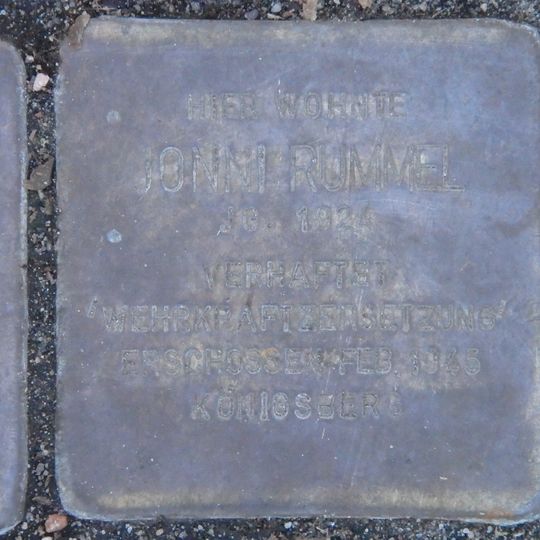 HIER WOHNTE
JONNI RUMMEL
JG. 1924
VERHAFTET
'WEHRKRAFTZERSETZUNG'
ERSCHOSSEN FEB. 1945
KÖNIGSBERG